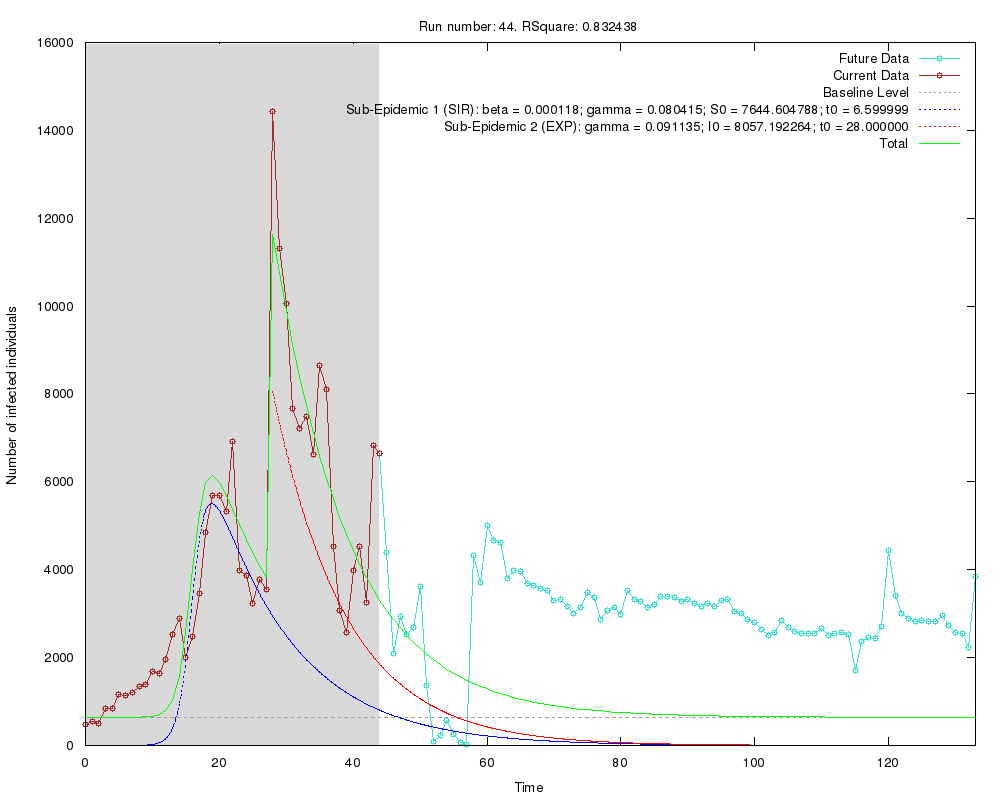 Run number: 44. RSquare: 0.832438
16000
14000
12000
10000
8000
6000
4000
2000
0
Number of infected individuals
Future Data
Current Data
Baseline Level
Sub-Epidemic 1 (SIR): beta = 0.000118; gamma = 0.080415; S0 = 7644.604788; t0 = 6.599999
Sub-Epidemic 2 (EXP): gamma = 0.091135; I0 = 8057.192264; t0 = 28.000000
Total
0 20 40 60 80 100 120
Time